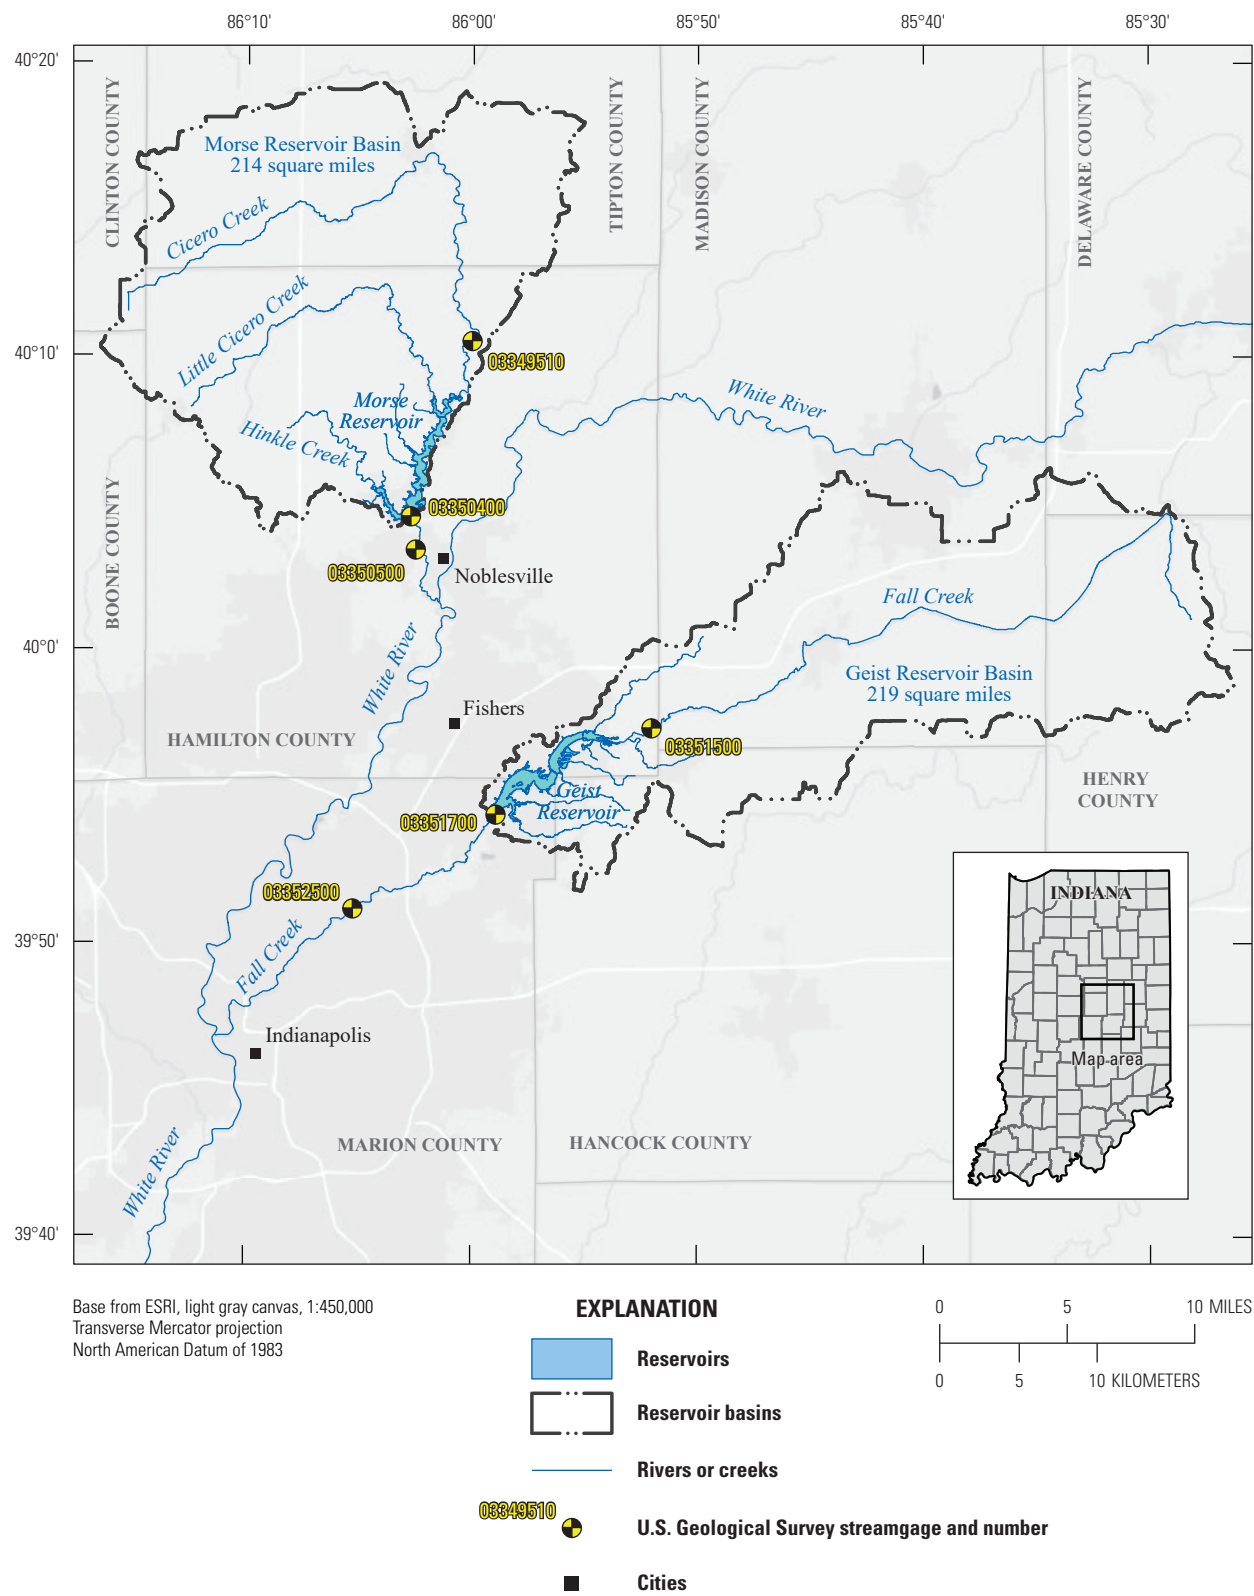 86°10'
86°00'
85°50'
85°40'
85°30'
40°20'
40°10'
40°0'
39°50'
39°40'
CLINTON COUNTY
TIPTON COUNTY
MADISON COUNTY
DELAWARE COUNTY
Morse Reservoir Basin
214 square miles
Cicero Creek
Little Cicero Creek
03349510
Morse
Reservoir
Hinkle Creek
White River
03350400
BOONE COUNTY
03350500
Noblesville
Fall Creek
White River
Geist Reservoir Basin
219 square miles
Fishers
HAMILTON COUNTY
03351500
HENRY
COUNTY
Geist
Reservoir
03351700
03352500
Fall Creek
Indianapolis
MARION COUNTY
HANCOCK COUNTY
White River
INDIANA
Map area
Base from ESRI, light gray canvas, 1:450,000
Transverse Mercator projection
North American Datum of 1983
EXPLANATION
Reservoirs
Reservoir basins
Rivers or creeks
03349510
U.S. Geological Survey streamgage and number
Cities
0 5 10 MILES
0 5 10 KILOMETERS